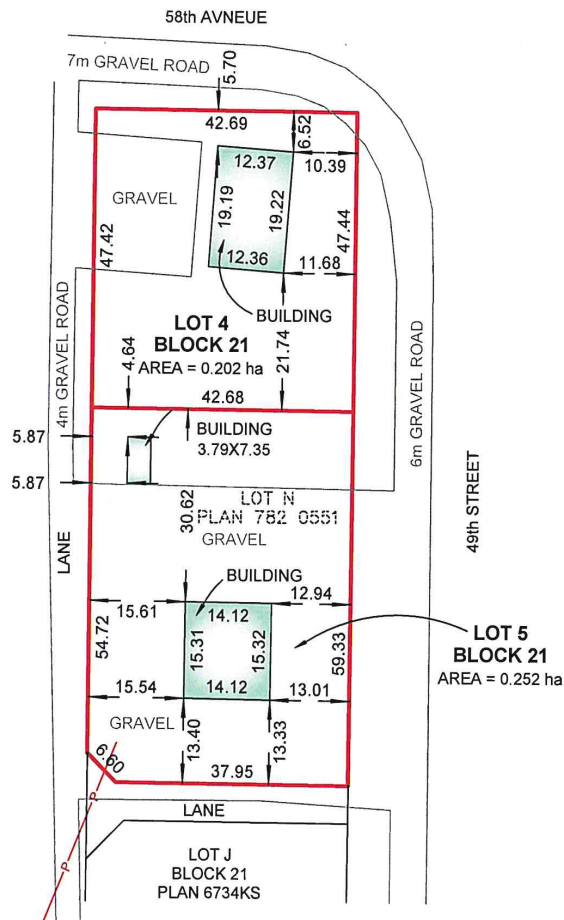 58th AVNEUE
7m GRAVEL ROAD
5.70
42.69
6.52
12.37
10.39
GRAVEL
19.19
19.22
47.42
47.44
12.36
11.68
BUILDING
LOT 4
BLOCK 21
AREA = 0.202 ha
4m GRAVEL ROAD
4.64
21.74
6m GRAVEL ROAD
42.68
5.87
BUILDING
3.79X7.35
5.87
30.62
LOT N
PLAN 782 0551
GRAVEL
49th STREET
LANE
BUILDING
12.94
15.61
14.12
54.72
15.31
15.32
59.33
LOT 5
BLOCK 21
AREA = 0.252 ha
15.54
14.12
13.01
GRAVEL
13.40
13.33
6.60
37.95
P
LANE
P
LOT J
BLOCK 21
PLAN 6734KS